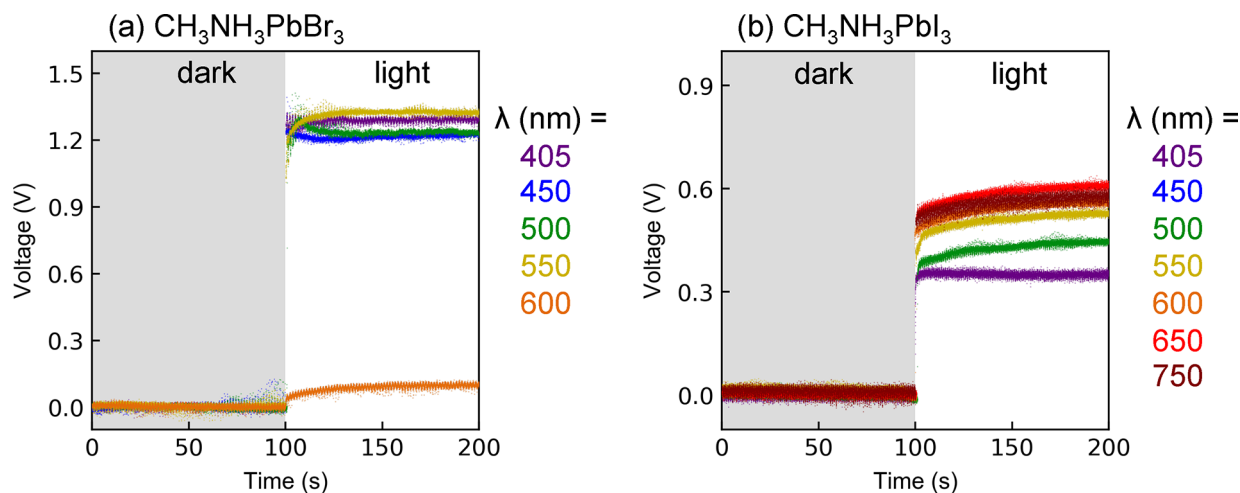 (a) CH₃NH₃PbBr₃
dark
light
1.5
1.2
0.9
0.6
0.3
0.0
Voltage (V)
0
50
100
150
200
Time (s)
λ (nm) =
405
450
500
550
600
(b) CH₃NH₃PbI₃
dark
light
0.9
0.6
0.3
0.0
Voltage (V)
0
50
100
150
200
Time (s)
λ (nm) =
405
450
500
550
600
650
750